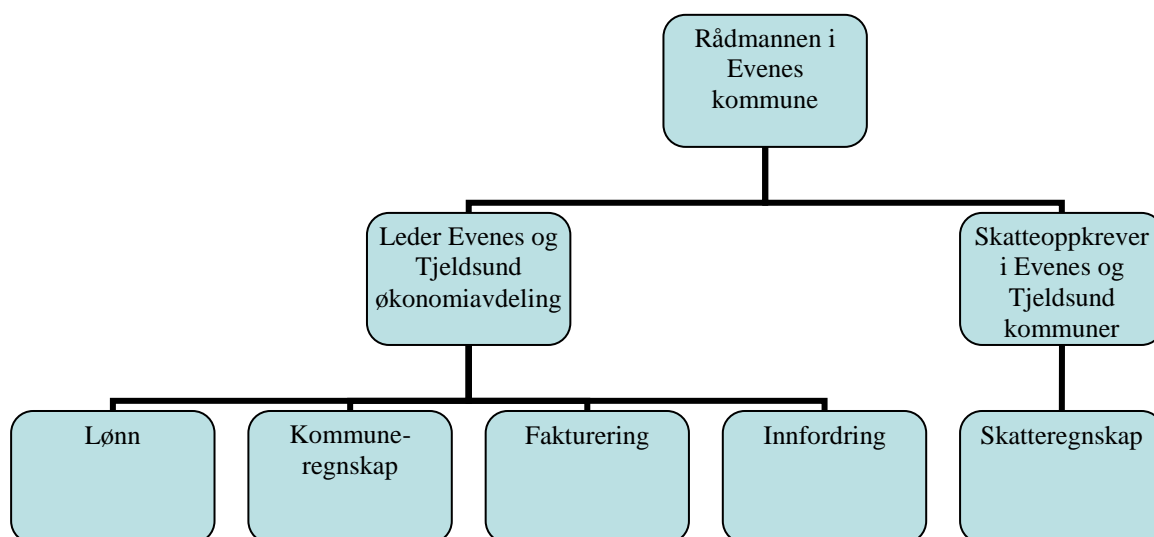 Rådmannen i
Evenes
kommune
Leder Evenes og
Tjeldsund
økonomiavdeling
Skatteoppkrever
i Evenes og
Tjeldsund
kommuner
Lønn
Kommune-
regnskap
Fakturering
Innfordring
Skatteregnskap